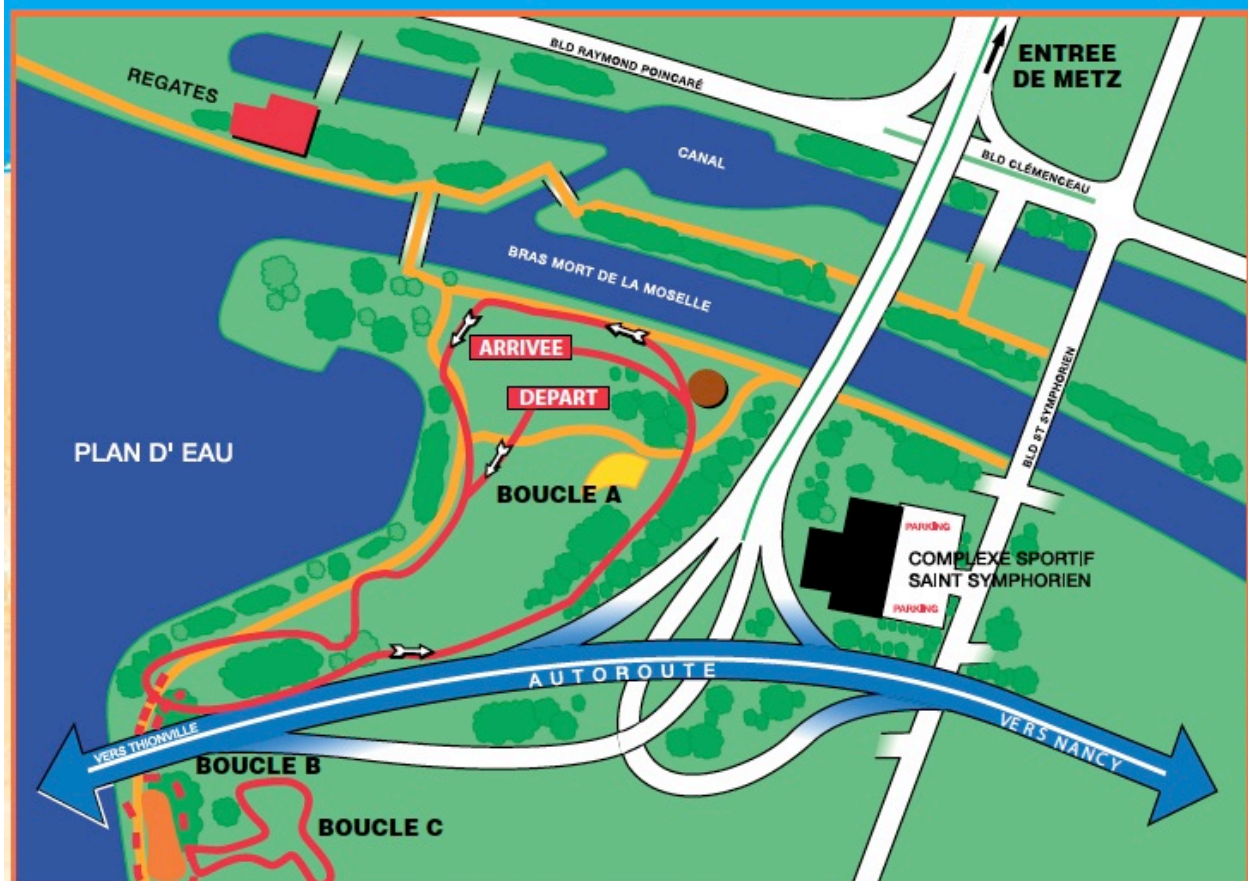 BLD RAYMOND POINCARÉ
ENTREE
DE METZ
REGATES
CANAL
BLD CLÉMENCEAU
BRAS MORT DE LA MOSELLE
ARRIVEE
DEPART
BLD ST SYMPHORIEN
PLAN D' EAU
BOUCLE A
PARKING
COMPLEXE SPORTIF
SAINT SYMPHORIEN
PARKING
AUTOROUTE
VERS THIONVILLE
VERS NANCY
BOUCLE B
BOUCLE C